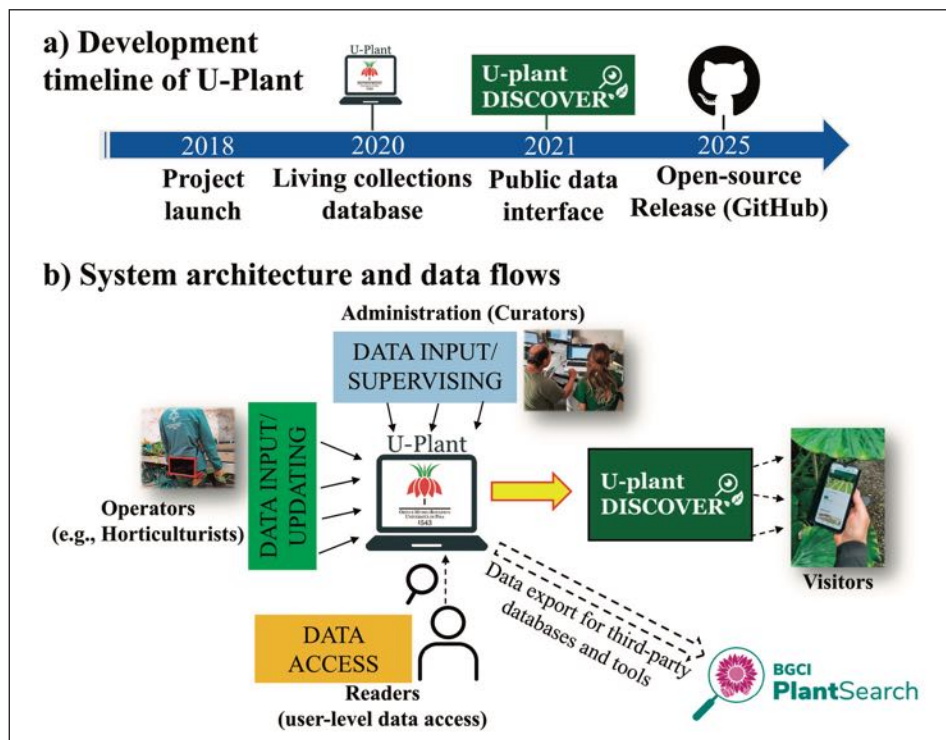 a) Development
timeline of U-Plant
U-Plant
U-plant
DISCOVER
2018
2020
2021
2025
Project
launch
Living collections
database
Public data
interface
Open-source
Release (GitHub)
b) System architecture and data flows
Administration (Curators)
DATA INPUT/
SUPERVISING
DATA INPUT/
UPDATING
Operators
(e.g., Horticulturists)
U-Plant
1543
U-plant
DISCOVER
Visitors
DATA
ACCESS
Readers
(user-level data access)
Data export for third-party
databases and tools
BGCI
PlantSearch